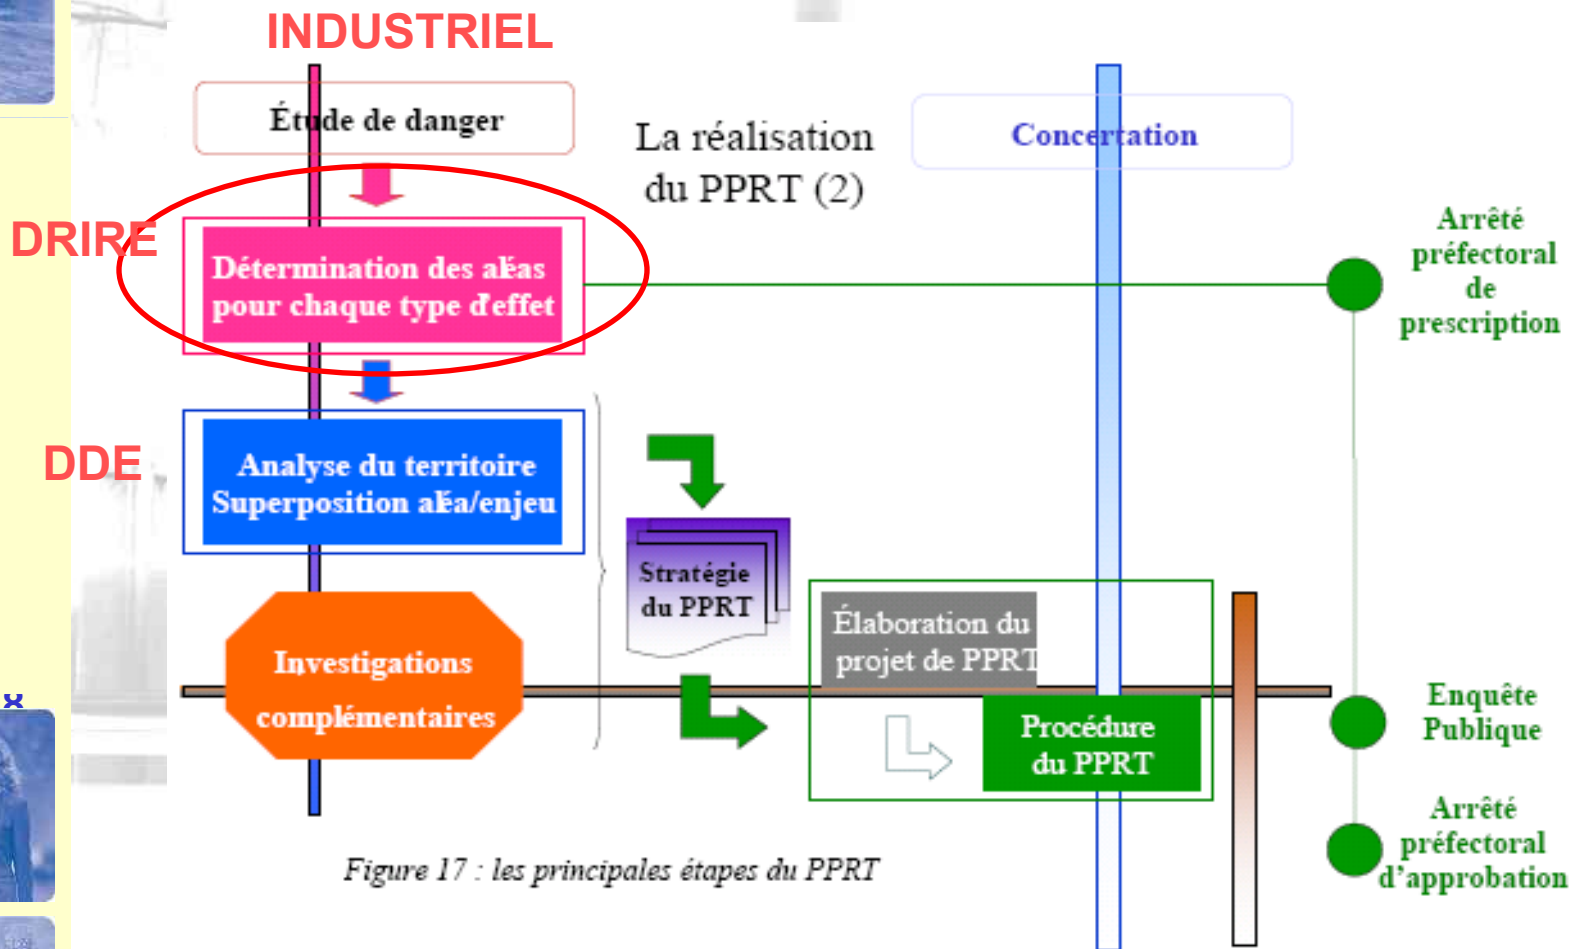 INDUSTRIEL
Étude de danger
La réalisation
du PPRT (2)
Concertation
DRIRE
Détermination des aléas
pour chaque type d'effet
Arrêté
préfectoral
de
prescription
DDE
Analyse du territoire
Superposition aléa/enjeu
Stratégie
du PPRT
Investigations
complémentaires
Élaboration du
projet de PPRT
Procédure
du PPRT
Enquête
Publique
Arrêté
préfectoral
d'approbation
Figure 17 : les principales étapes du PPRT